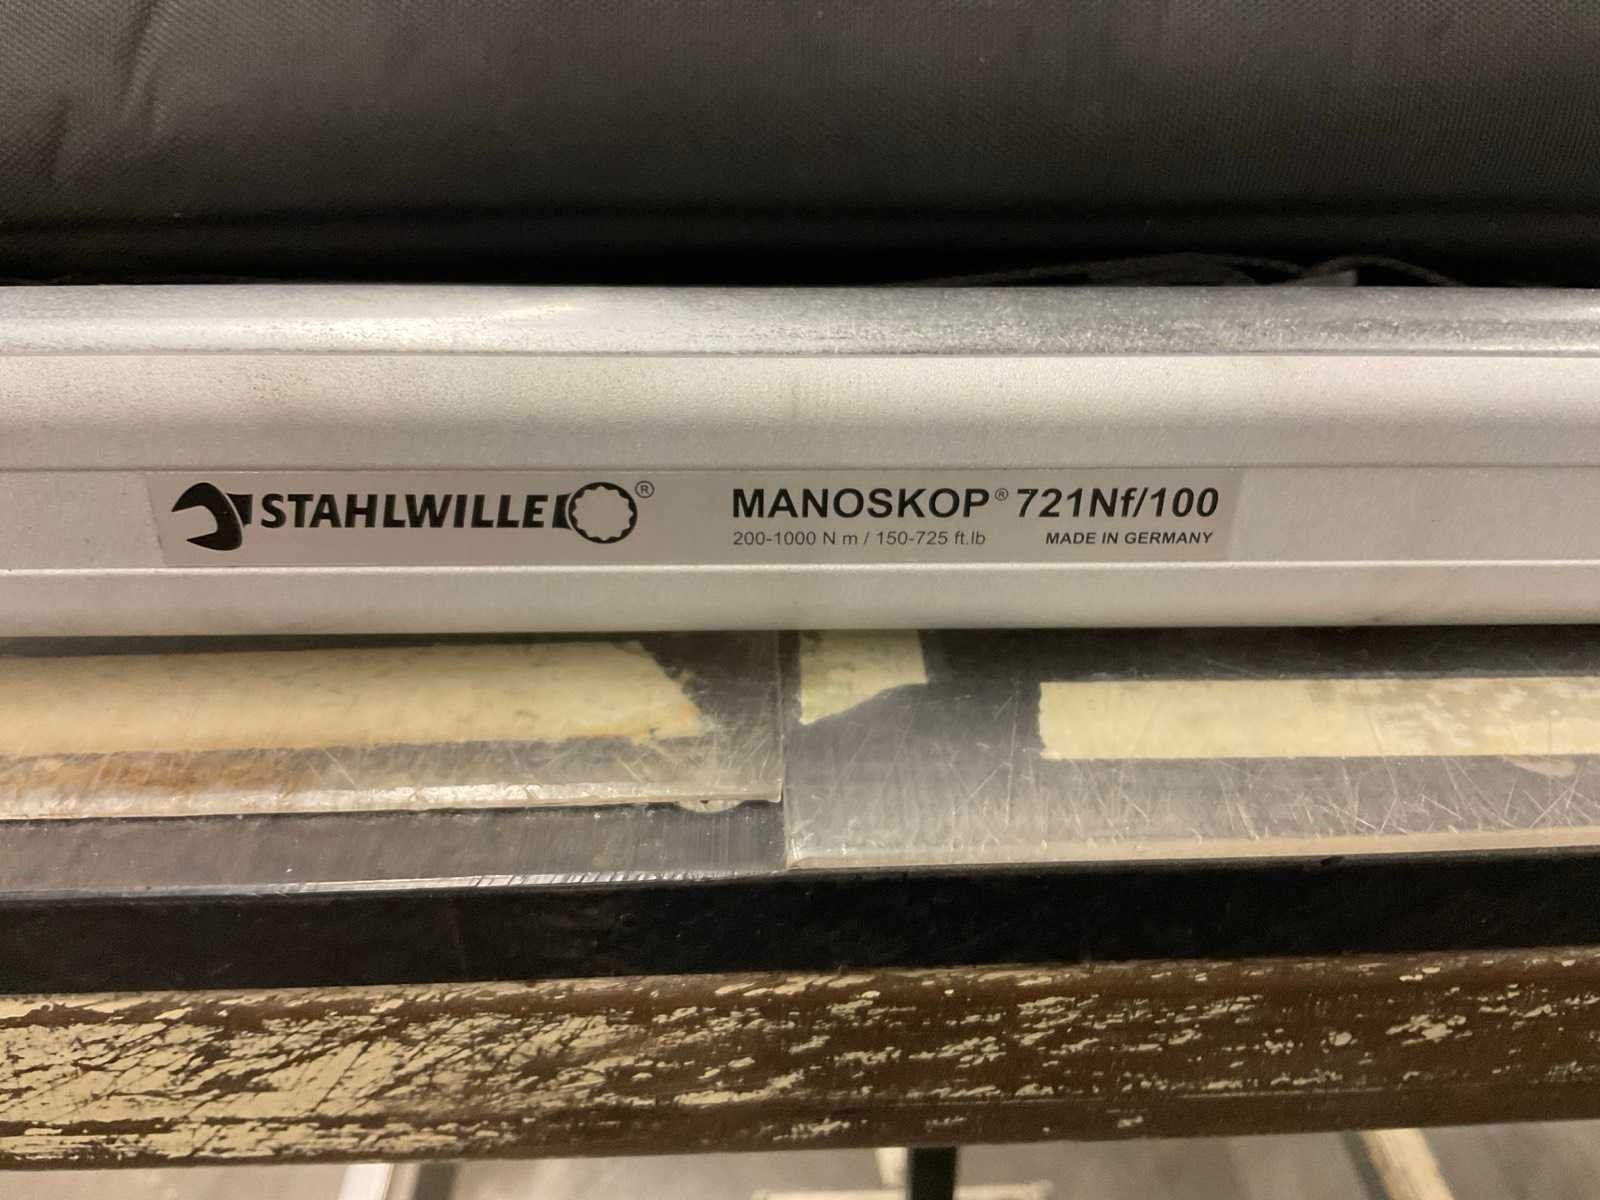 STAHLWILLE®
MANOSKOP® 721Nf/100
200-1000 N m / 150-725 ft.lb MADE IN GERMANY